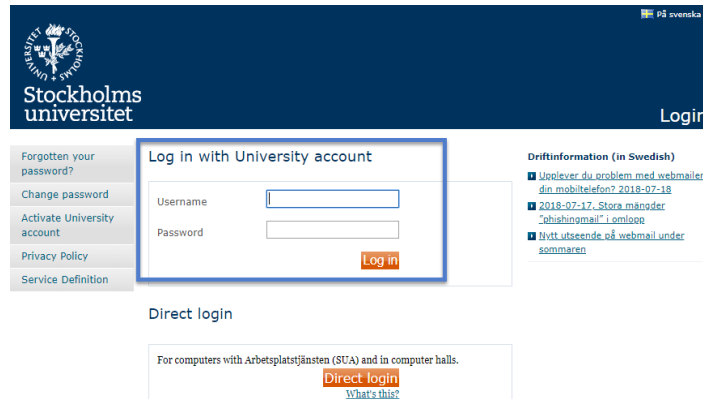 På svenska
STOCKHOLMS UNIVERSITET
Stockholms
universitet
Login
Forgotten your
password?
Change password
Activate University
account
Privacy Policy
Service Definition
Log in with University account
Username
Password
Log in
Direct login
For computers with Arbetsplatstjänsten (SUA) and in computer halls.
Direct login
What's this?
Driftinformation (in Swedish)
Upplever du problem med webmailen
din mobiltelefon? 2018-07-18
2018-07-17, Stora mängder
"phishingmail" i omlopp
Nytt utseende på webmail under
sommaren